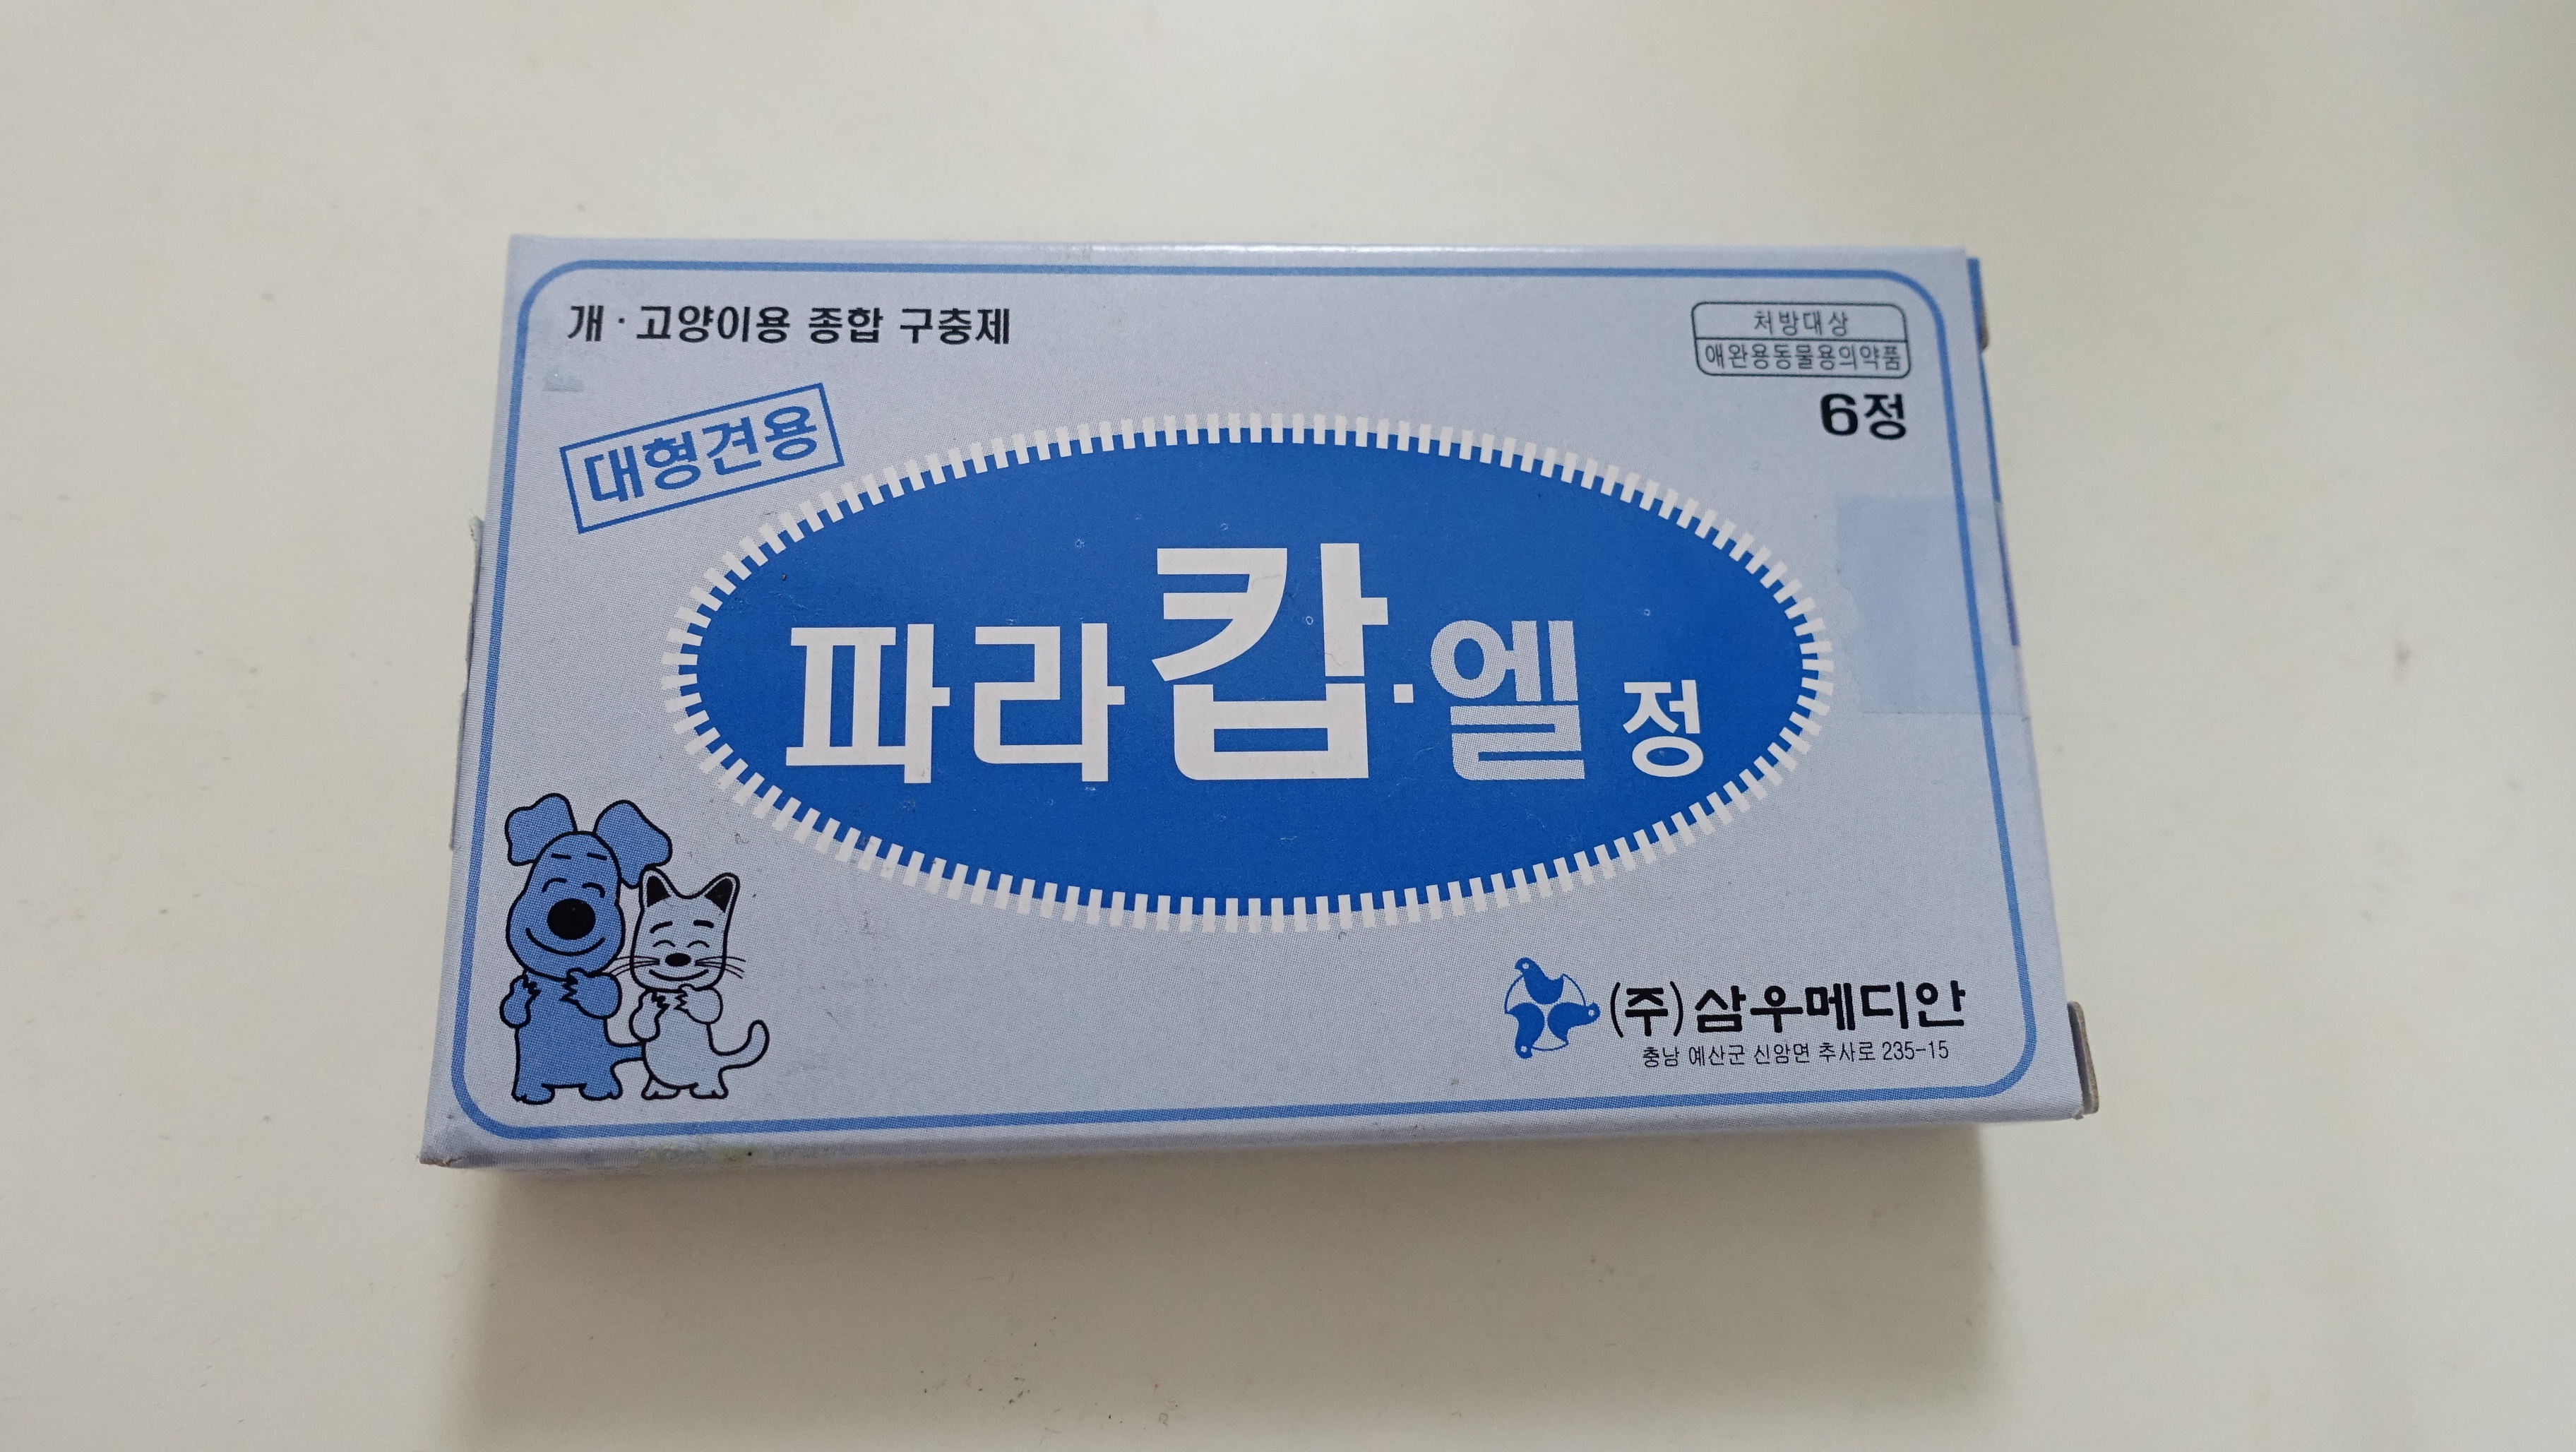 개·고양이용 종합 구충제
처방대상
애완용동물용의약품
6정
대형견용
파라캅·엘 정
(주)삼우메디안
충남 예산군 신암면 추사로 235-15